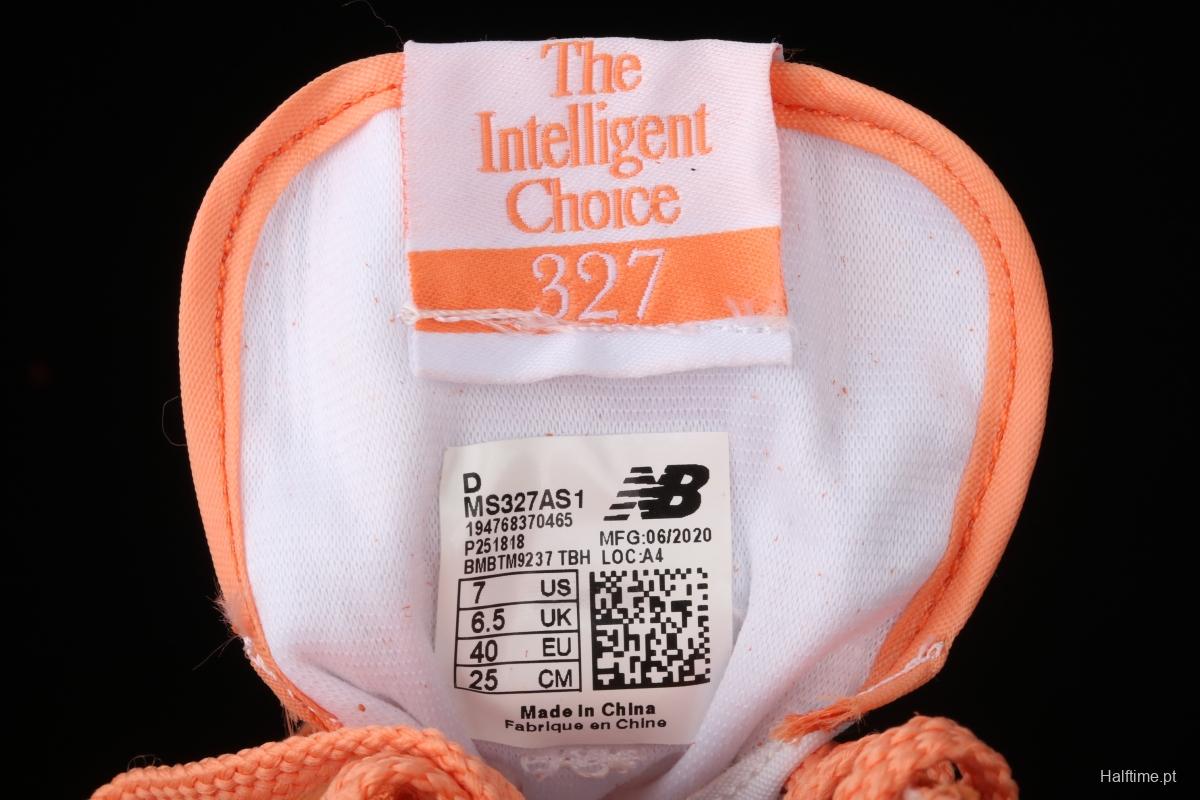 The
Intelligent
Choice
327
D
MS327AS1
194768370465
P251818
BMBTM9237 TBH
NB
MFG:06/2020
LOC:A4
7 US
6.5 UK
40 EU
25 CM
Made In China
Fabrique en Chine
Halftime.pt